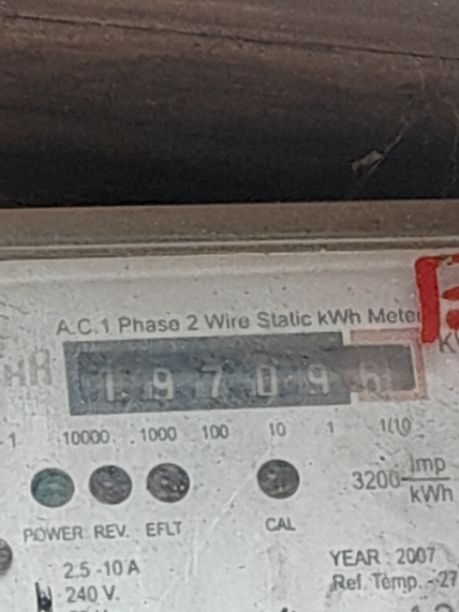 A.C.1 Phase 2 Wire Static kWh Meter
1 9 7 0 9
10000 1000 100 10 1 1/10
3200 Imp
kWh
POWER REV. EFLT CAL
2.5 -10 A
240 V.
YEAR : 2007
Ref. Temp. - 27